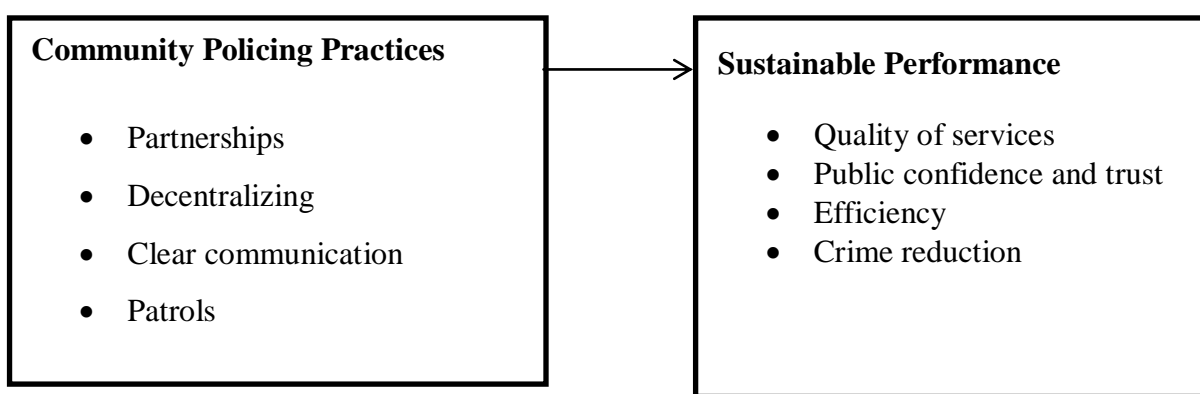 Community Policing Practices
• Partnerships
• Decentralizing
• Clear communication
• Patrols
Sustainable Performance
• Quality of services
• Public confidence and trust
• Efficiency
• Crime reduction